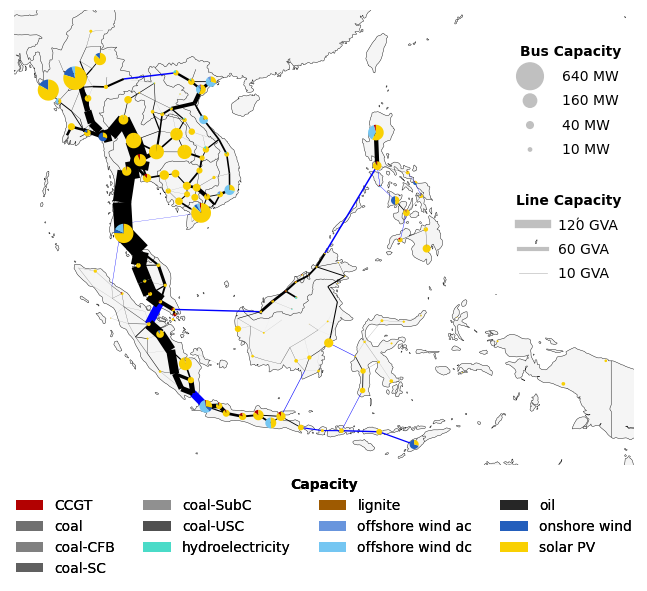 Bus Capacity
640 MW
160 MW
40 MW
10 MW
Line Capacity
120 GVA
60 GVA
10 GVA
Capacity
CCGT
coal-SubC
lignite
oil
coal
coal-USC
offshore wind ac
onshore wind
coal-CFB
hydroelectricity
offshore wind dc
solar PV
coal-SC